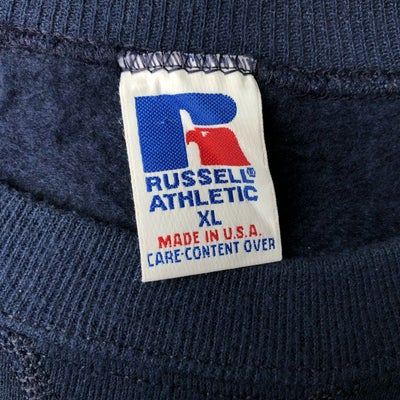 RUSSELL®
ATHLETIC
XL
MADE IN U.S.A.
CARE-CONTENT OVER